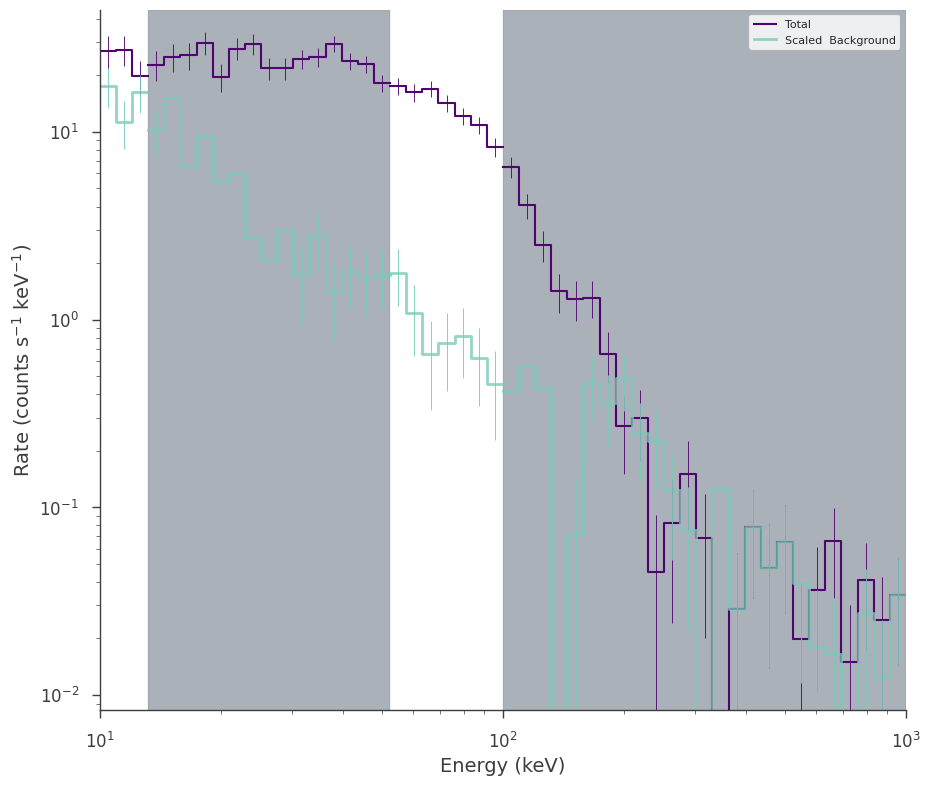 Total
Scaled Background
Rate (counts s⁻¹ keV⁻¹)
10¹
10⁰
10⁻¹
10⁻²
10¹
10²
10³
Energy (keV)